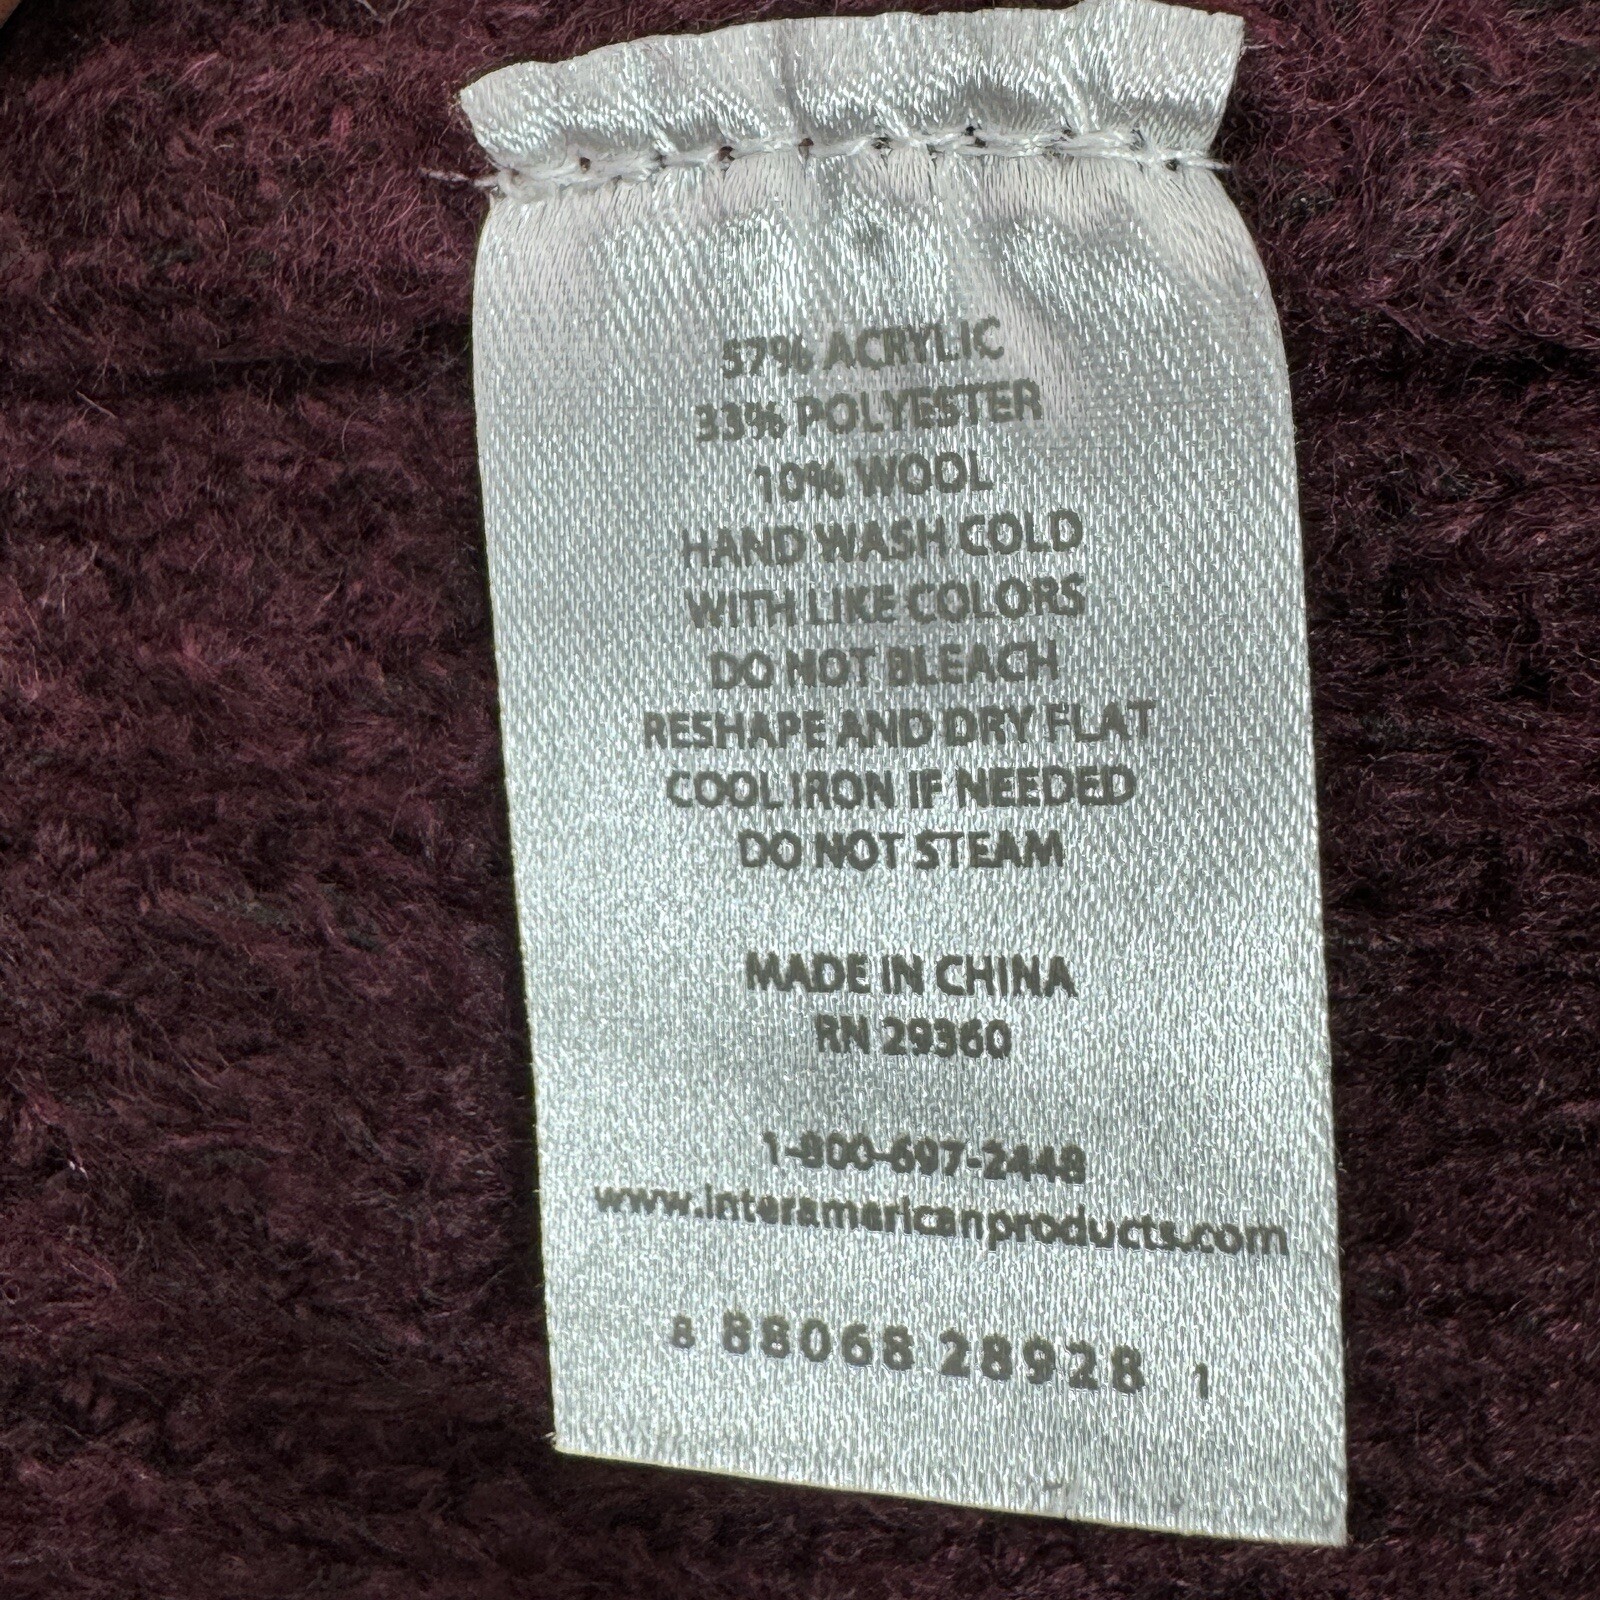 57% ACRYLIC
33% POLYESTER
10% WOOL
HAND WASH COLD
WITH LIKE COLORS
DO NOT BLEACH
RESHAPE AND DRY FLAT
COOL IRON IF NEEDED
DO NOT STEAM
MADE IN CHINA
RN 29360
1-800-697-2448
www.interamericanproducts.com
8 88068 28928 1